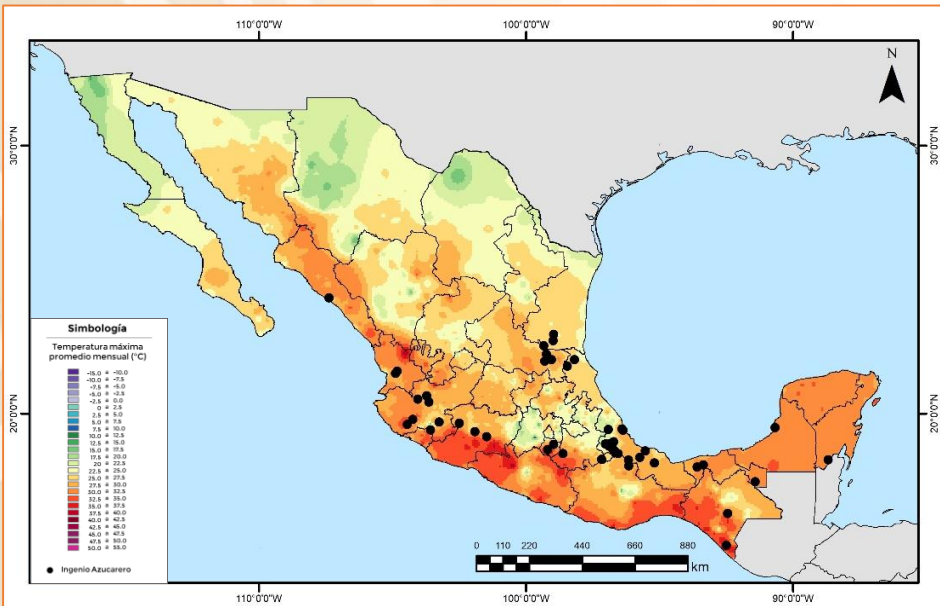 110°0'0"W
100°0'0"W
90°0'0"W
N
30°0'0"N
30°0'0"N
20°0'0"N
20°0'0"N
Simbología
Temperatura máxima
promedio mensual (°C)
-15.0 a -10.0
-10.0 a -7.5
-7.5 a -5.0
-5.0 a -2.5
-2.5 a 0.0
0 a 2.5
2.5 a 5.0
5.0 a 7.5
7.5 a 10.0
10.0 a 12.5
12.5 a 15.0
15.0 a 17.5
17.5 a 20.0
20 a 22.5
22.5 a 25.0
25.0 a 27.5
27.5 a 30.0
30.0 a 32.5
32.5 a 35.0
35.0 a 37.5
37.5 a 40.0
40.0 a 42.5
42.5 a 45.0
45.0 a 47.5
47.5 a 50.0
50.0 a 55.0
Ingenio Azucarero
0 110 220 440 660 880
km
110°0'0"W
100°0'0"W
90°0'0"W